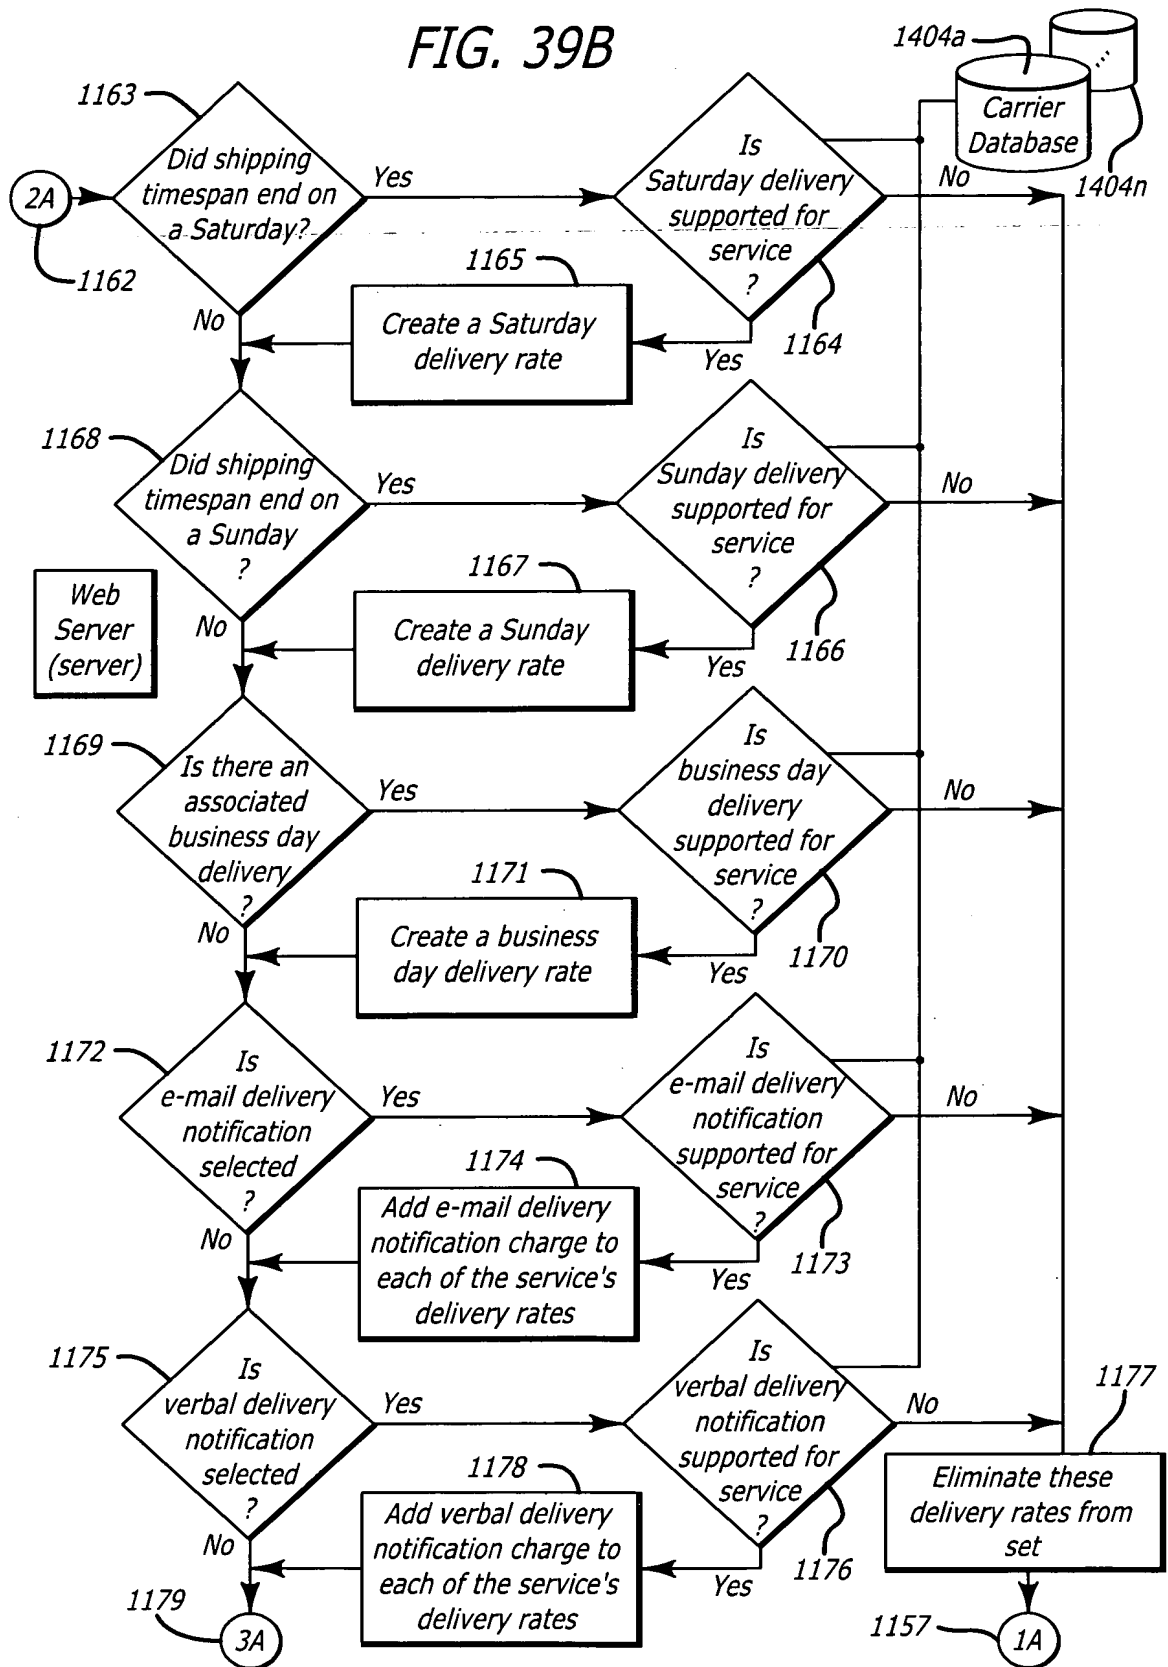 FIG. 39B
1404a
Carrier
Database
1404n
1163
Did shipping
timespan end on
a Saturday?
Yes
Is
Saturday delivery
supported for
service
?
No
2A
1162
1165
Create a Saturday
delivery rate
No
Yes
1164
1168
Did shipping
timespan end on
a Sunday
?
Yes
Is
Sunday delivery
supported for
service
?
No
Web
Server
(server)
1167
Create a Sunday
delivery rate
No
Yes
1166
1169
Is there an
associated
business day
delivery
?
Yes
Is
business day
delivery
supported for
service
?
No
1171
Create a business
day delivery rate
No
Yes
1170
1172
Is
e-mail delivery
notification
selected
?
Yes
Is
e-mail delivery
notification
supported for
service
?
No
1174
Add e-mail delivery
notification charge to
each of the service's
delivery rates
No
Yes
1173
1175
Is
verbal delivery
notification
selected
?
Yes
Is
verbal delivery
notification
supported for
service
?
No
1177
Eliminate these
delivery rates from
set
1178
Add verbal delivery
notification charge to
each of the service's
delivery rates
No
Yes
1176
1179
3A
1157
1A